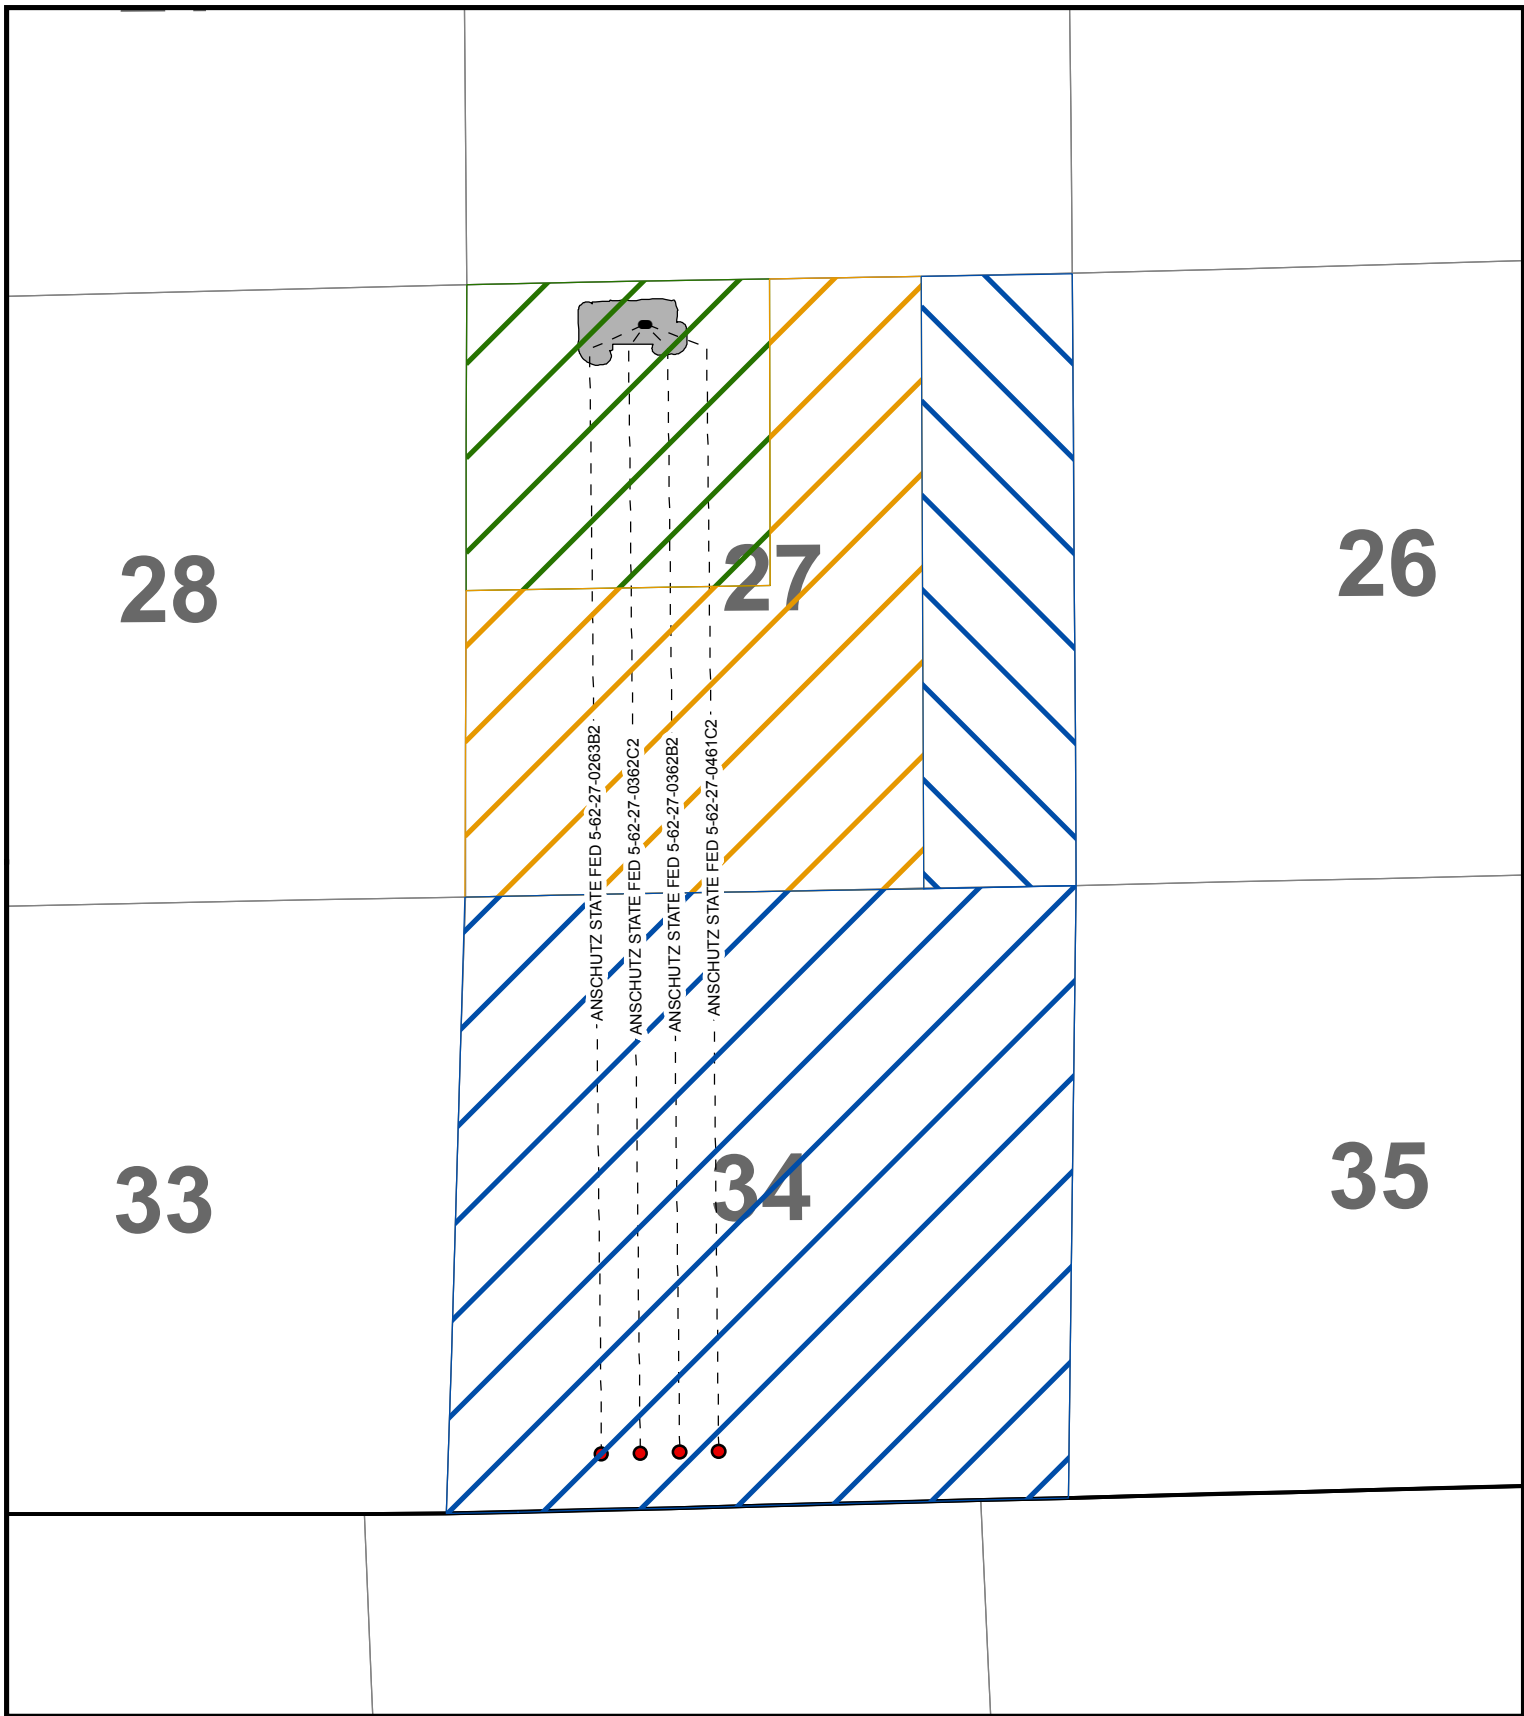 28
27
26
ANSCHUTZ STATE FED 5-62-27-0263B2
ANSCHUTZ STATE FED 5-62-27-0362C2
ANSCHUTZ STATE FED 5-62-27-0362B2
ANSCHUTZ STATE FED 5-62-27-0461C2
33
34
35